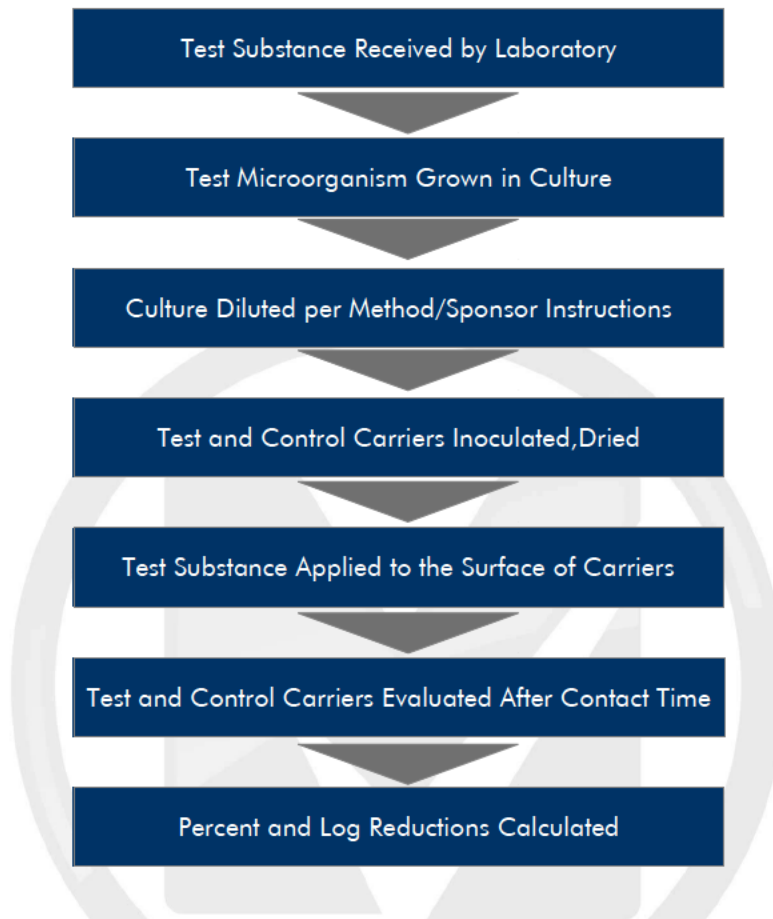 Test Substance Received by Laboratory
Test Microorganism Grown in Culture
Culture Diluted per Method/Sponsor Instructions
Test and Control Carriers Inoculated,Dried
Test Substance Applied to the Surface of Carriers
Test and Control Carriers Evaluated After Contact Time
Percent and Log Reductions Calculated